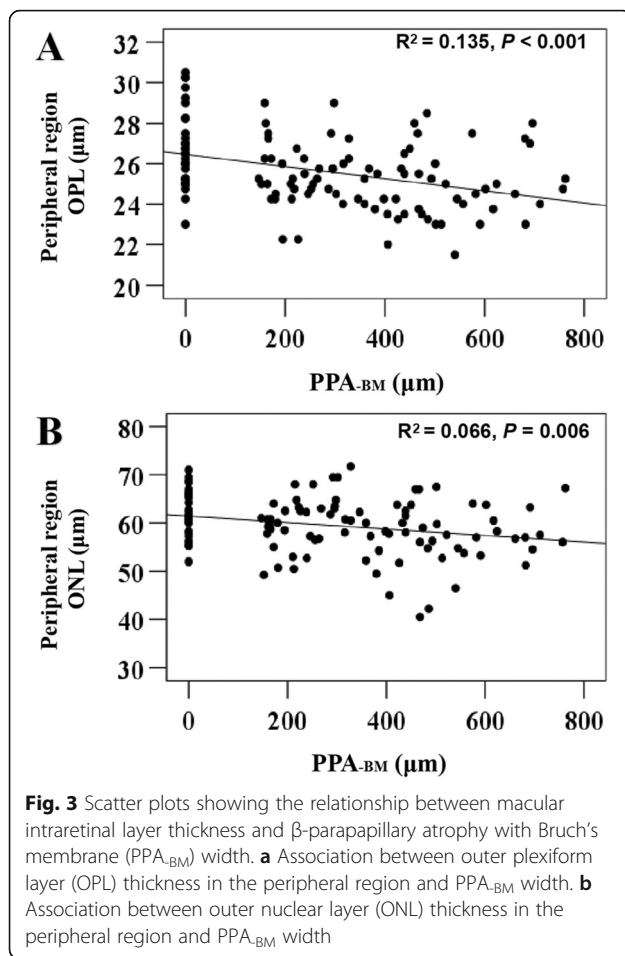 A
R² = 0.135, P < 0.001
Peripheral region
OPL (μm)
32
30
28
26
24
22
20
0 200 400 600 800
PPA-BM (μm)
B
R² = 0.066, P = 0.006
Peripheral region
ONL (μm)
80
70
60
50
40
30
0 200 400 600 800
PPA-BM (μm)
Fig. 3 Scatter plots showing the relationship between macular
intraretinal layer thickness and β-parapapillary atrophy with Bruch's
membrane (PPA-BM) width. a Association between outer plexiform
layer (OPL) thickness in the peripheral region and PPA-BM width. b
Association between outer nuclear layer (ONL) thickness in the
peripheral region and PPA-BM width